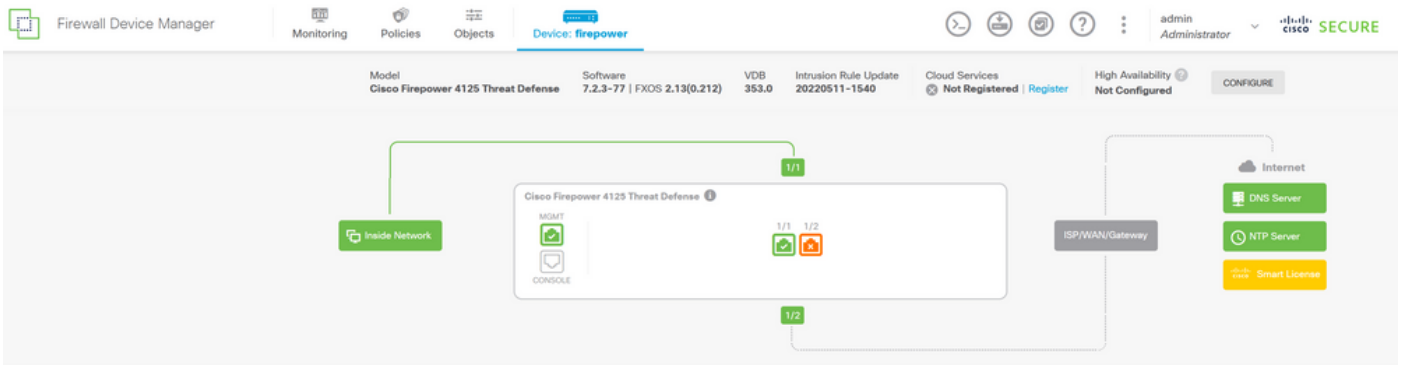 Firewall Device Manager
Monitoring
Policies
Objects
Device: firepower
admin
Administrator
CISCO SECURE
Model
Cisco Firepower 4125 Threat Defense
Software
7.2.3-77 | FXOS 2.13(0.212)
VDB
353.0
Intrusion Rule Update
20220511-1540
Cloud Services
Not Registered | Register
High Availability
Not Configured
CONFIGURE
1/1
Internet
Cisco Firepower 4125 Threat Defense
MGMT
1/1 1/2
CONSOLE
Inside Network
ISP/WAN/Gateway
DNS Server
NTP Server
Smart License
1/2